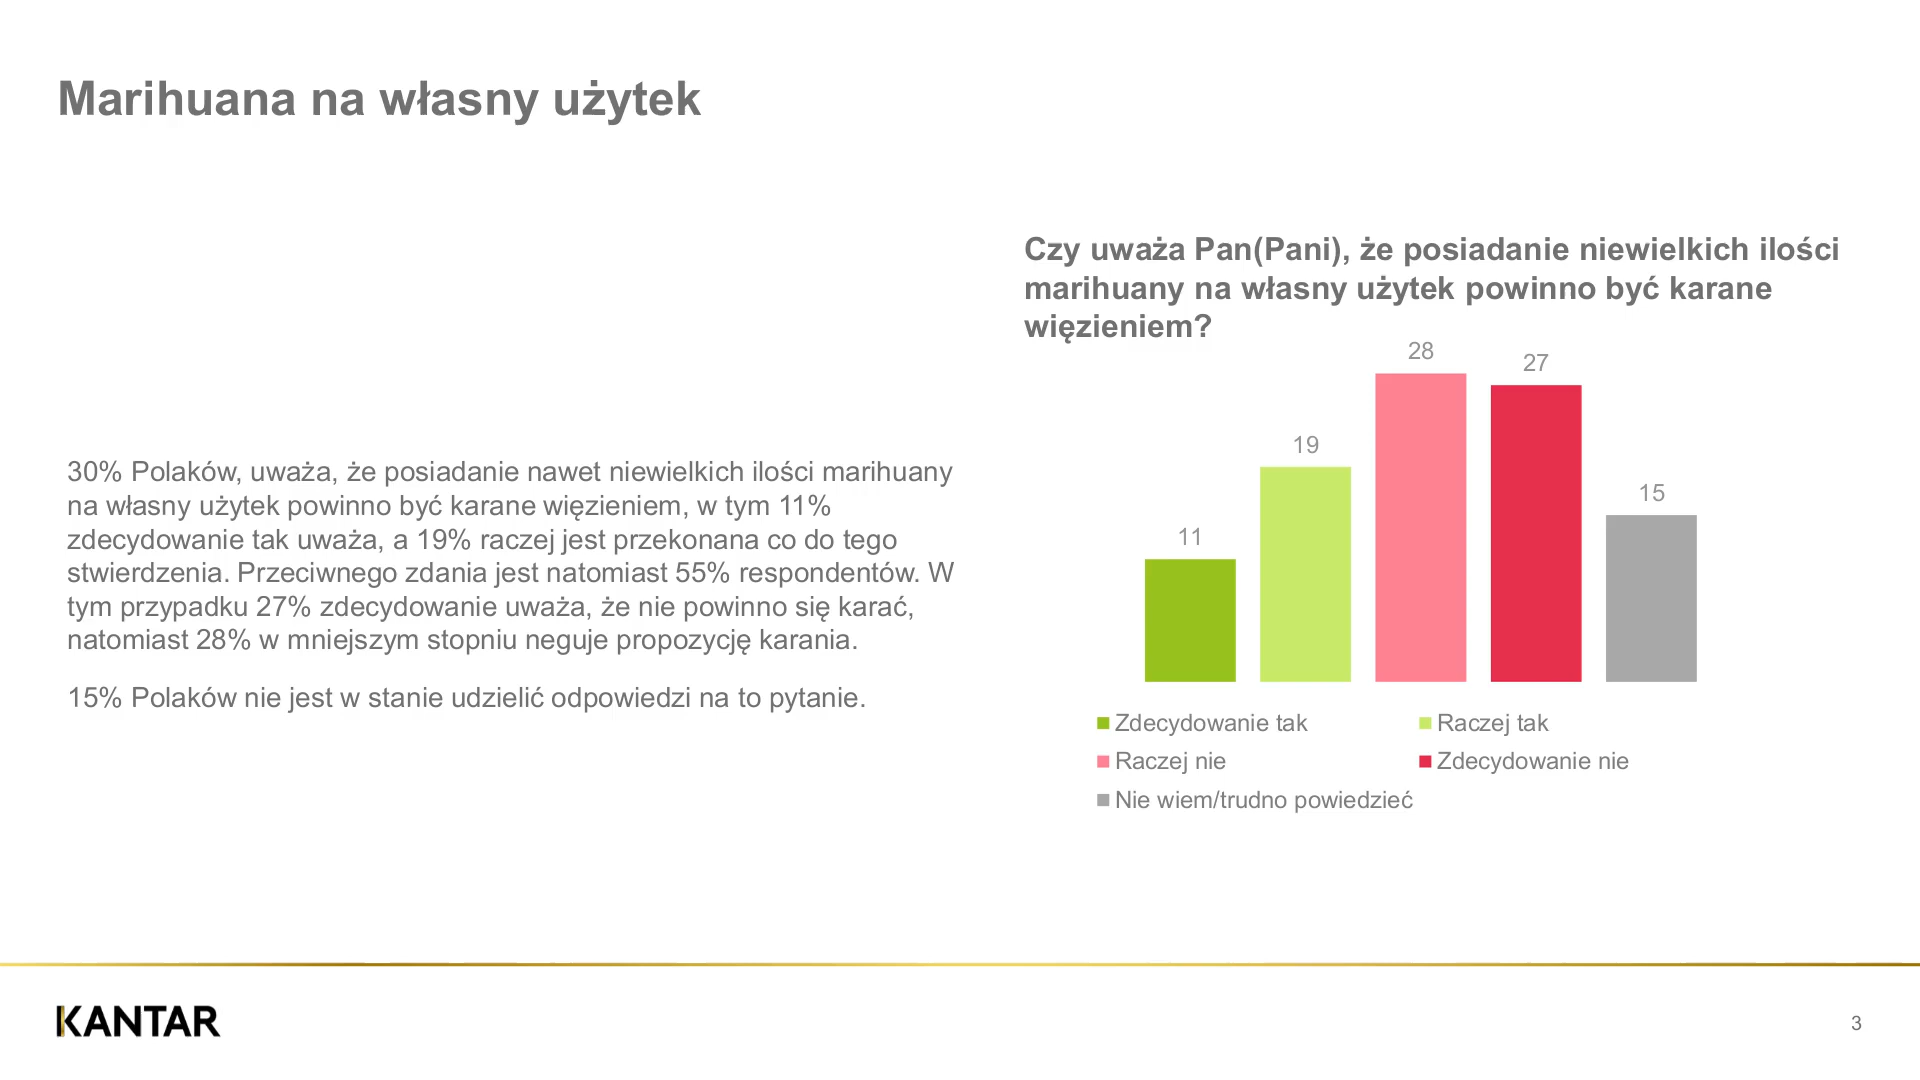 Marihuana na własny użytek
30% Polaków, uważa, że posiadanie nawet niewielkich ilości marihuany
na własny użytek powinno być karane więzieniem, w tym 11%
zdecydowanie tak uważa, a 19% raczej jest przekonana co do tego
stwierdzenia. Przeciwnego zdania jest natomiast 55% respondentów. W
tym przypadku 27% zdecydowanie uważa, że nie powinno się karać,
natomiast 28% w mniejszym stopniu neguje propozycję karania.
15% Polaków nie jest w stanie udzielić odpowiedzi na to pytanie.
Czy uważa Pan(Pani), że posiadanie niewielkich ilości
marihuany na własny użytek powinno być karane
więzieniem?
11
19
28
27
15
Zdecydowanie tak
Raczej tak
Raczej nie
Zdecydowanie nie
Nie wiem/trudno powiedzieć
KANTAR
3